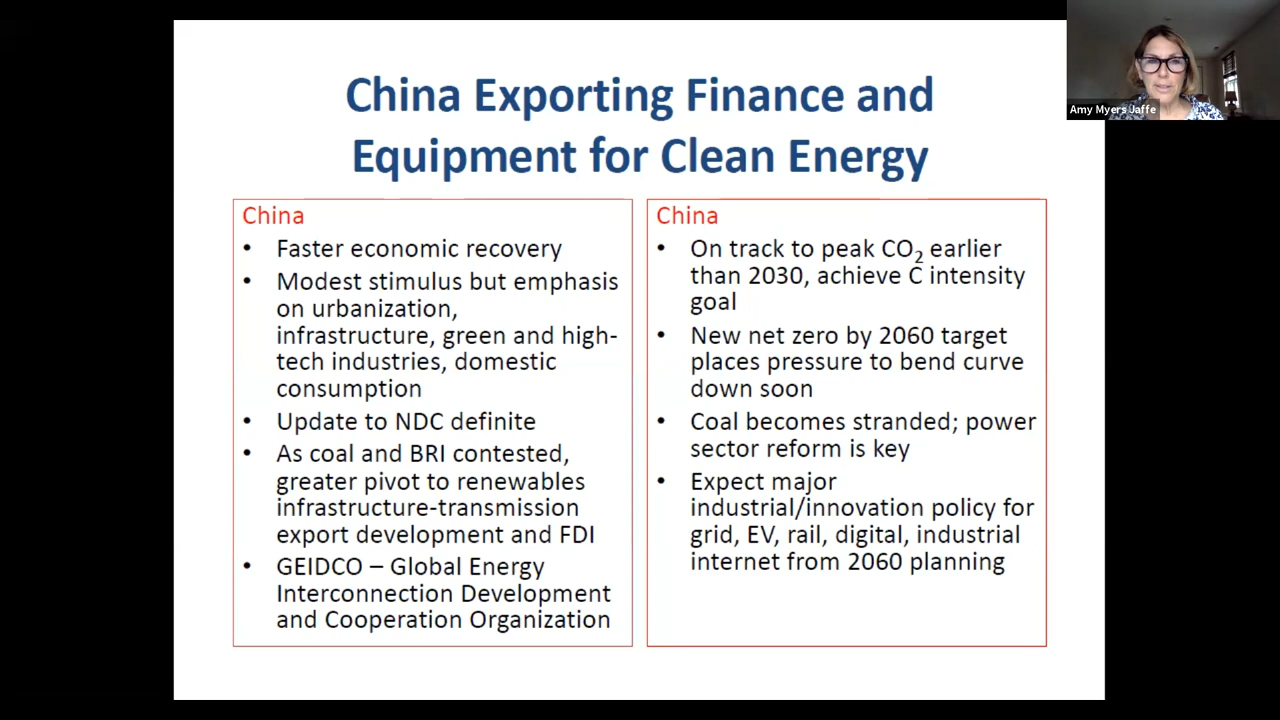 China Exporting Finance and
Equipment for Clean Energy
China
• Faster economic recovery
• Modest stimulus but emphasis
on urbanization,
infrastructure, green and high-
tech industries, domestic
consumption
• Update to NDC definite
• As coal and BRI contested,
greater pivot to renewables
infrastructure-transmission
export development and FDI
• GEIDCO – Global Energy
Interconnection Development
and Cooperation Organization
China
• On track to peak CO₂ earlier
than 2030, achieve C intensity
goal
• New net zero by 2060 target
places pressure to bend curve
down soon
• Coal becomes stranded; power
sector reform is key
• Expect major
industrial/innovation policy for
grid, EV, rail, digital, industrial
internet from 2060 planning
Amy Myers Jaffe